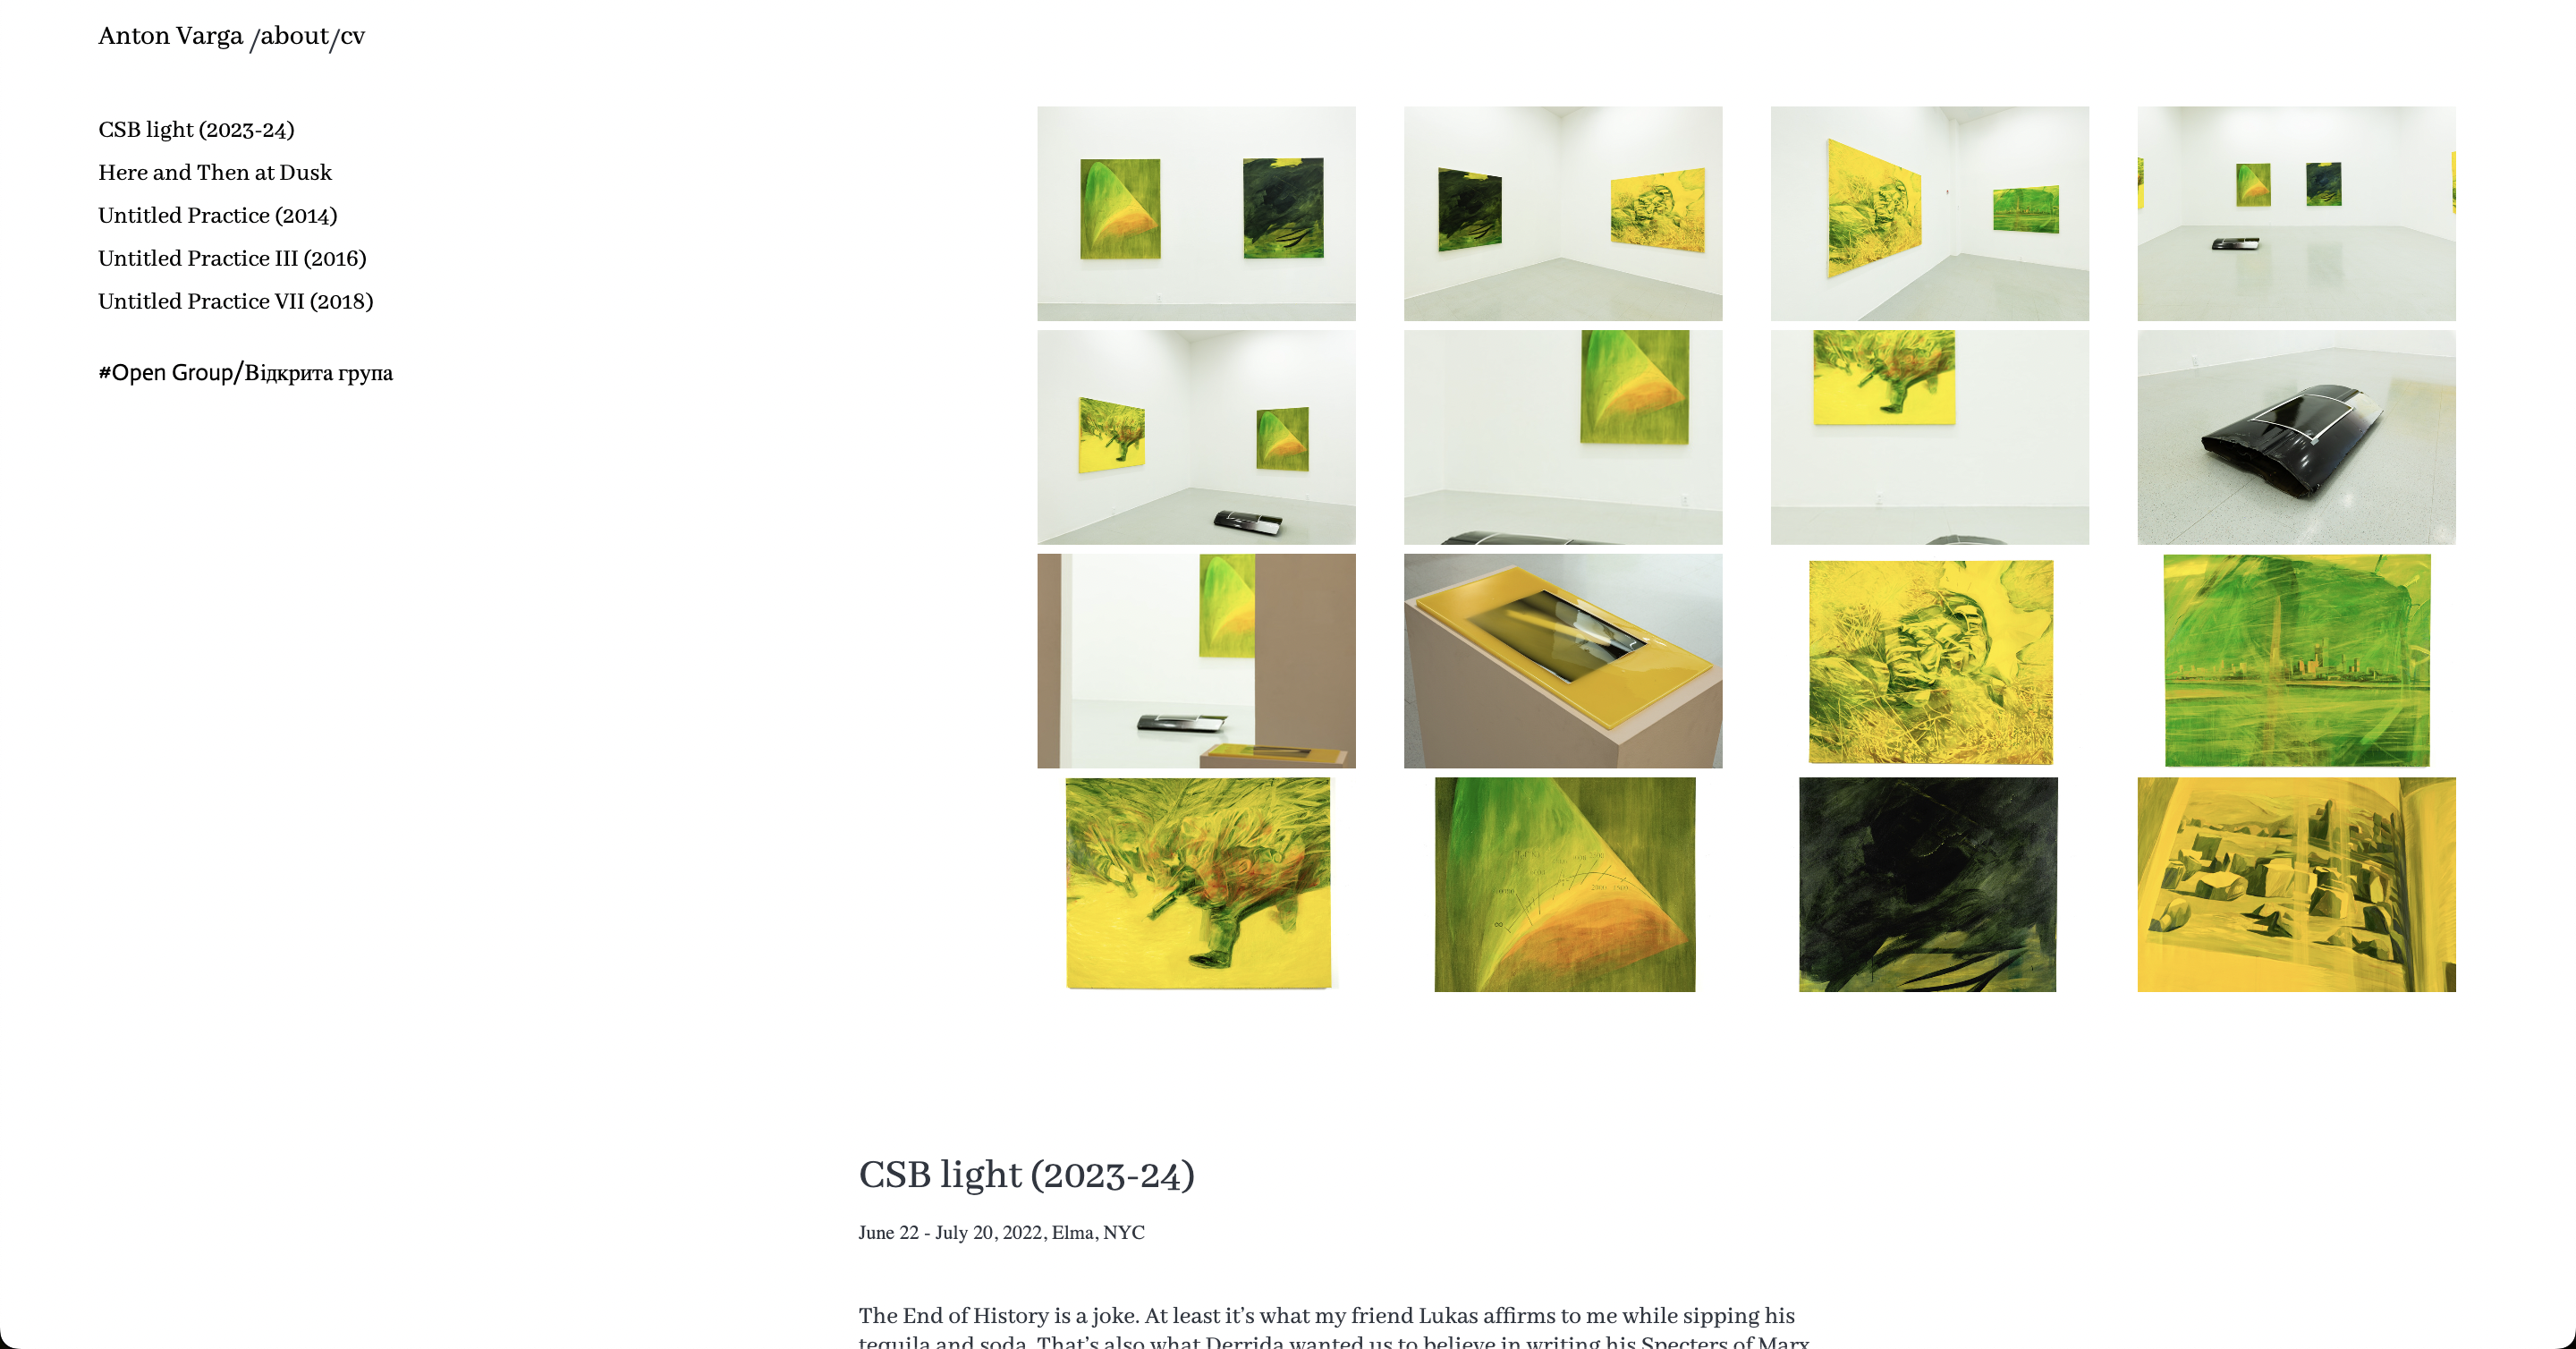 Anton Varga /about/cv
CSB light (2023-24)
Here and Then at Dusk
Untitled Practice (2014)
Untitled Practice III (2016)
Untitled Practice VII (2018)
#Open Group/Відкрита група
CSB light (2023-24)
June 22 - July 20, 2022, Elma, NYC
The End of History is a joke. At least it’s what my friend Lukas affirms to me while sipping his
tequila and soda. That’s also what Derrida wanted us to believe in writing his Specters of Marx